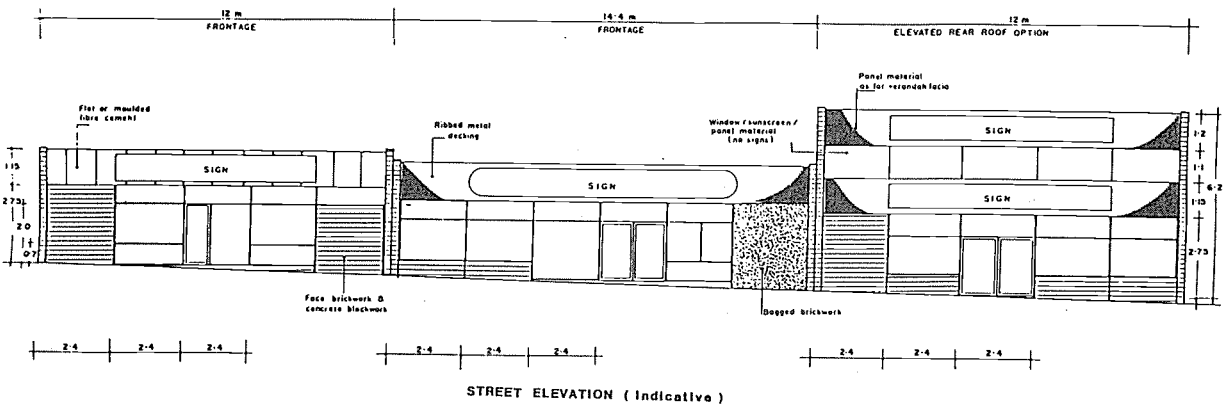 12 m
FRONTAGE
14·4 m
FRONTAGE
12 m
ELEVATED REAR ROOF OPTION
Flat or moulded
fibre cement
Ribbed metal
decking
Window / sunscreen /
panel material
(no signs)
Panel material
as for verandah facia
SIGN
SIGN
SIGN
SIGN
1·15
2·75
2·0
0·7
1·2
1·1
1·15
2·75
6·2
Face brickwork &
concrete blockwork
Bagged brickwork
2·4 2·4 2·4
2·4 2·4 2·4
2·4 2·4 2·4
STREET ELEVATION ( Indicative )